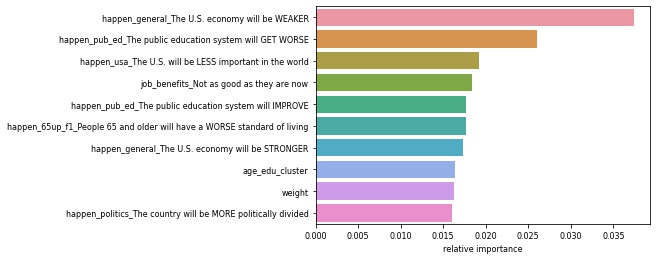 happen_general_The U.S. economy will be WEAKER
happen_pub_ed_The public education system will GET WORSE
happen_usa_The U.S. will be LESS important in the world
job_benefits_Not as good as they are now
happen_pub_ed_The public education system will IMPROVE
happen_65up_f1_People 65 and older will have a WORSE standard of living
happen_general_The U.S. economy will be STRONGER
age_edu_cluster
weight
happen_politics_The country will be MORE politically divided
0.000 0.005 0.010 0.015 0.020 0.025 0.030 0.035
relative importance